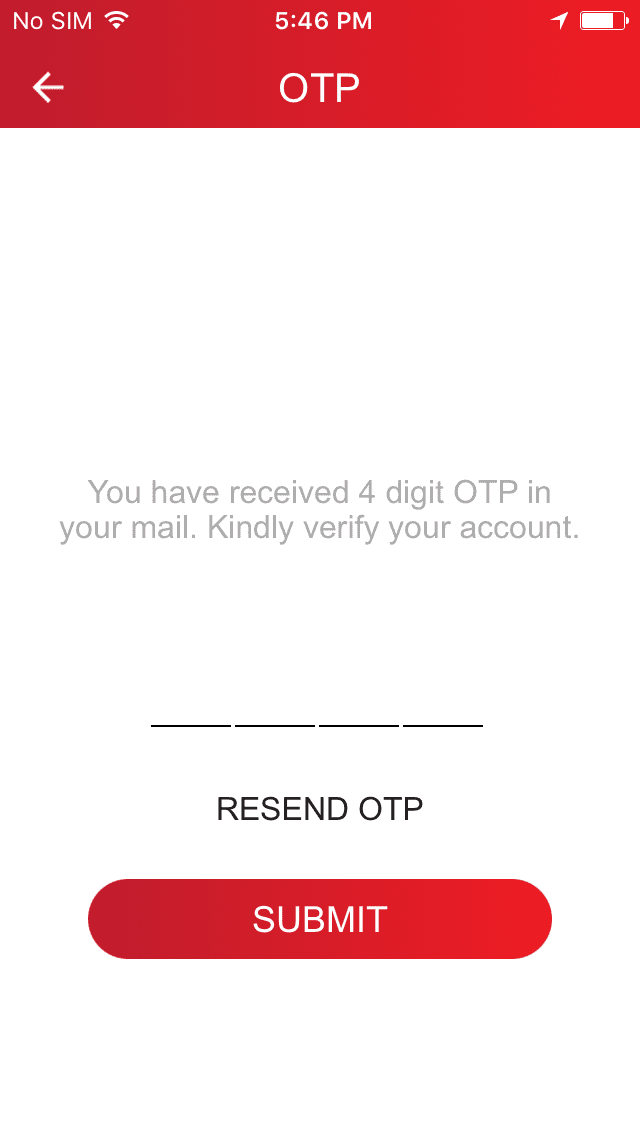 No SIM 5:46 PM
OTP
You have received 4 digit OTP in
your mail. Kindly verify your account.
RESEND OTP
SUBMIT